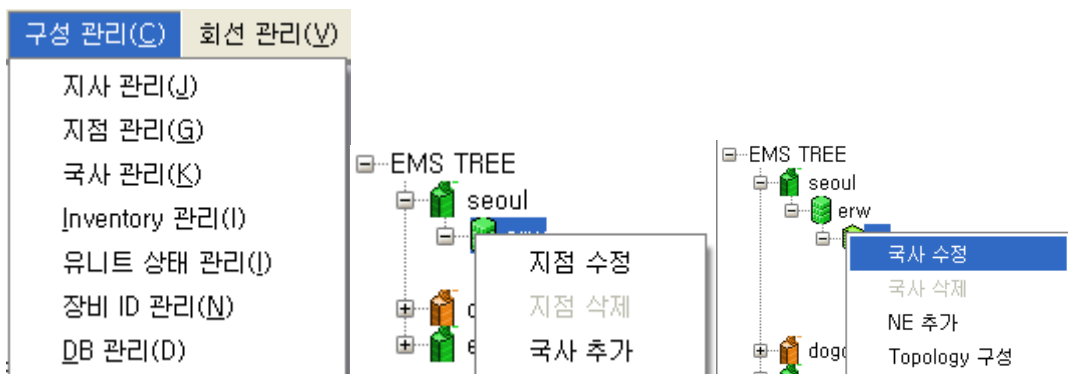 구성 관리(C) 회선 관리(V)
지사 관리(J)
지점 관리(G)
국사 관리(K)
Inventory 관리(I)
유니트 상태 관리(I)
장비 ID 관리(N)
DB 관리(D)
EMS TREE
seoul
지점 수정
지점 삭제
국사 추가
EMS TREE
seoul
erw
국사 수정
국사 삭제
NE 추가
Topology 구성